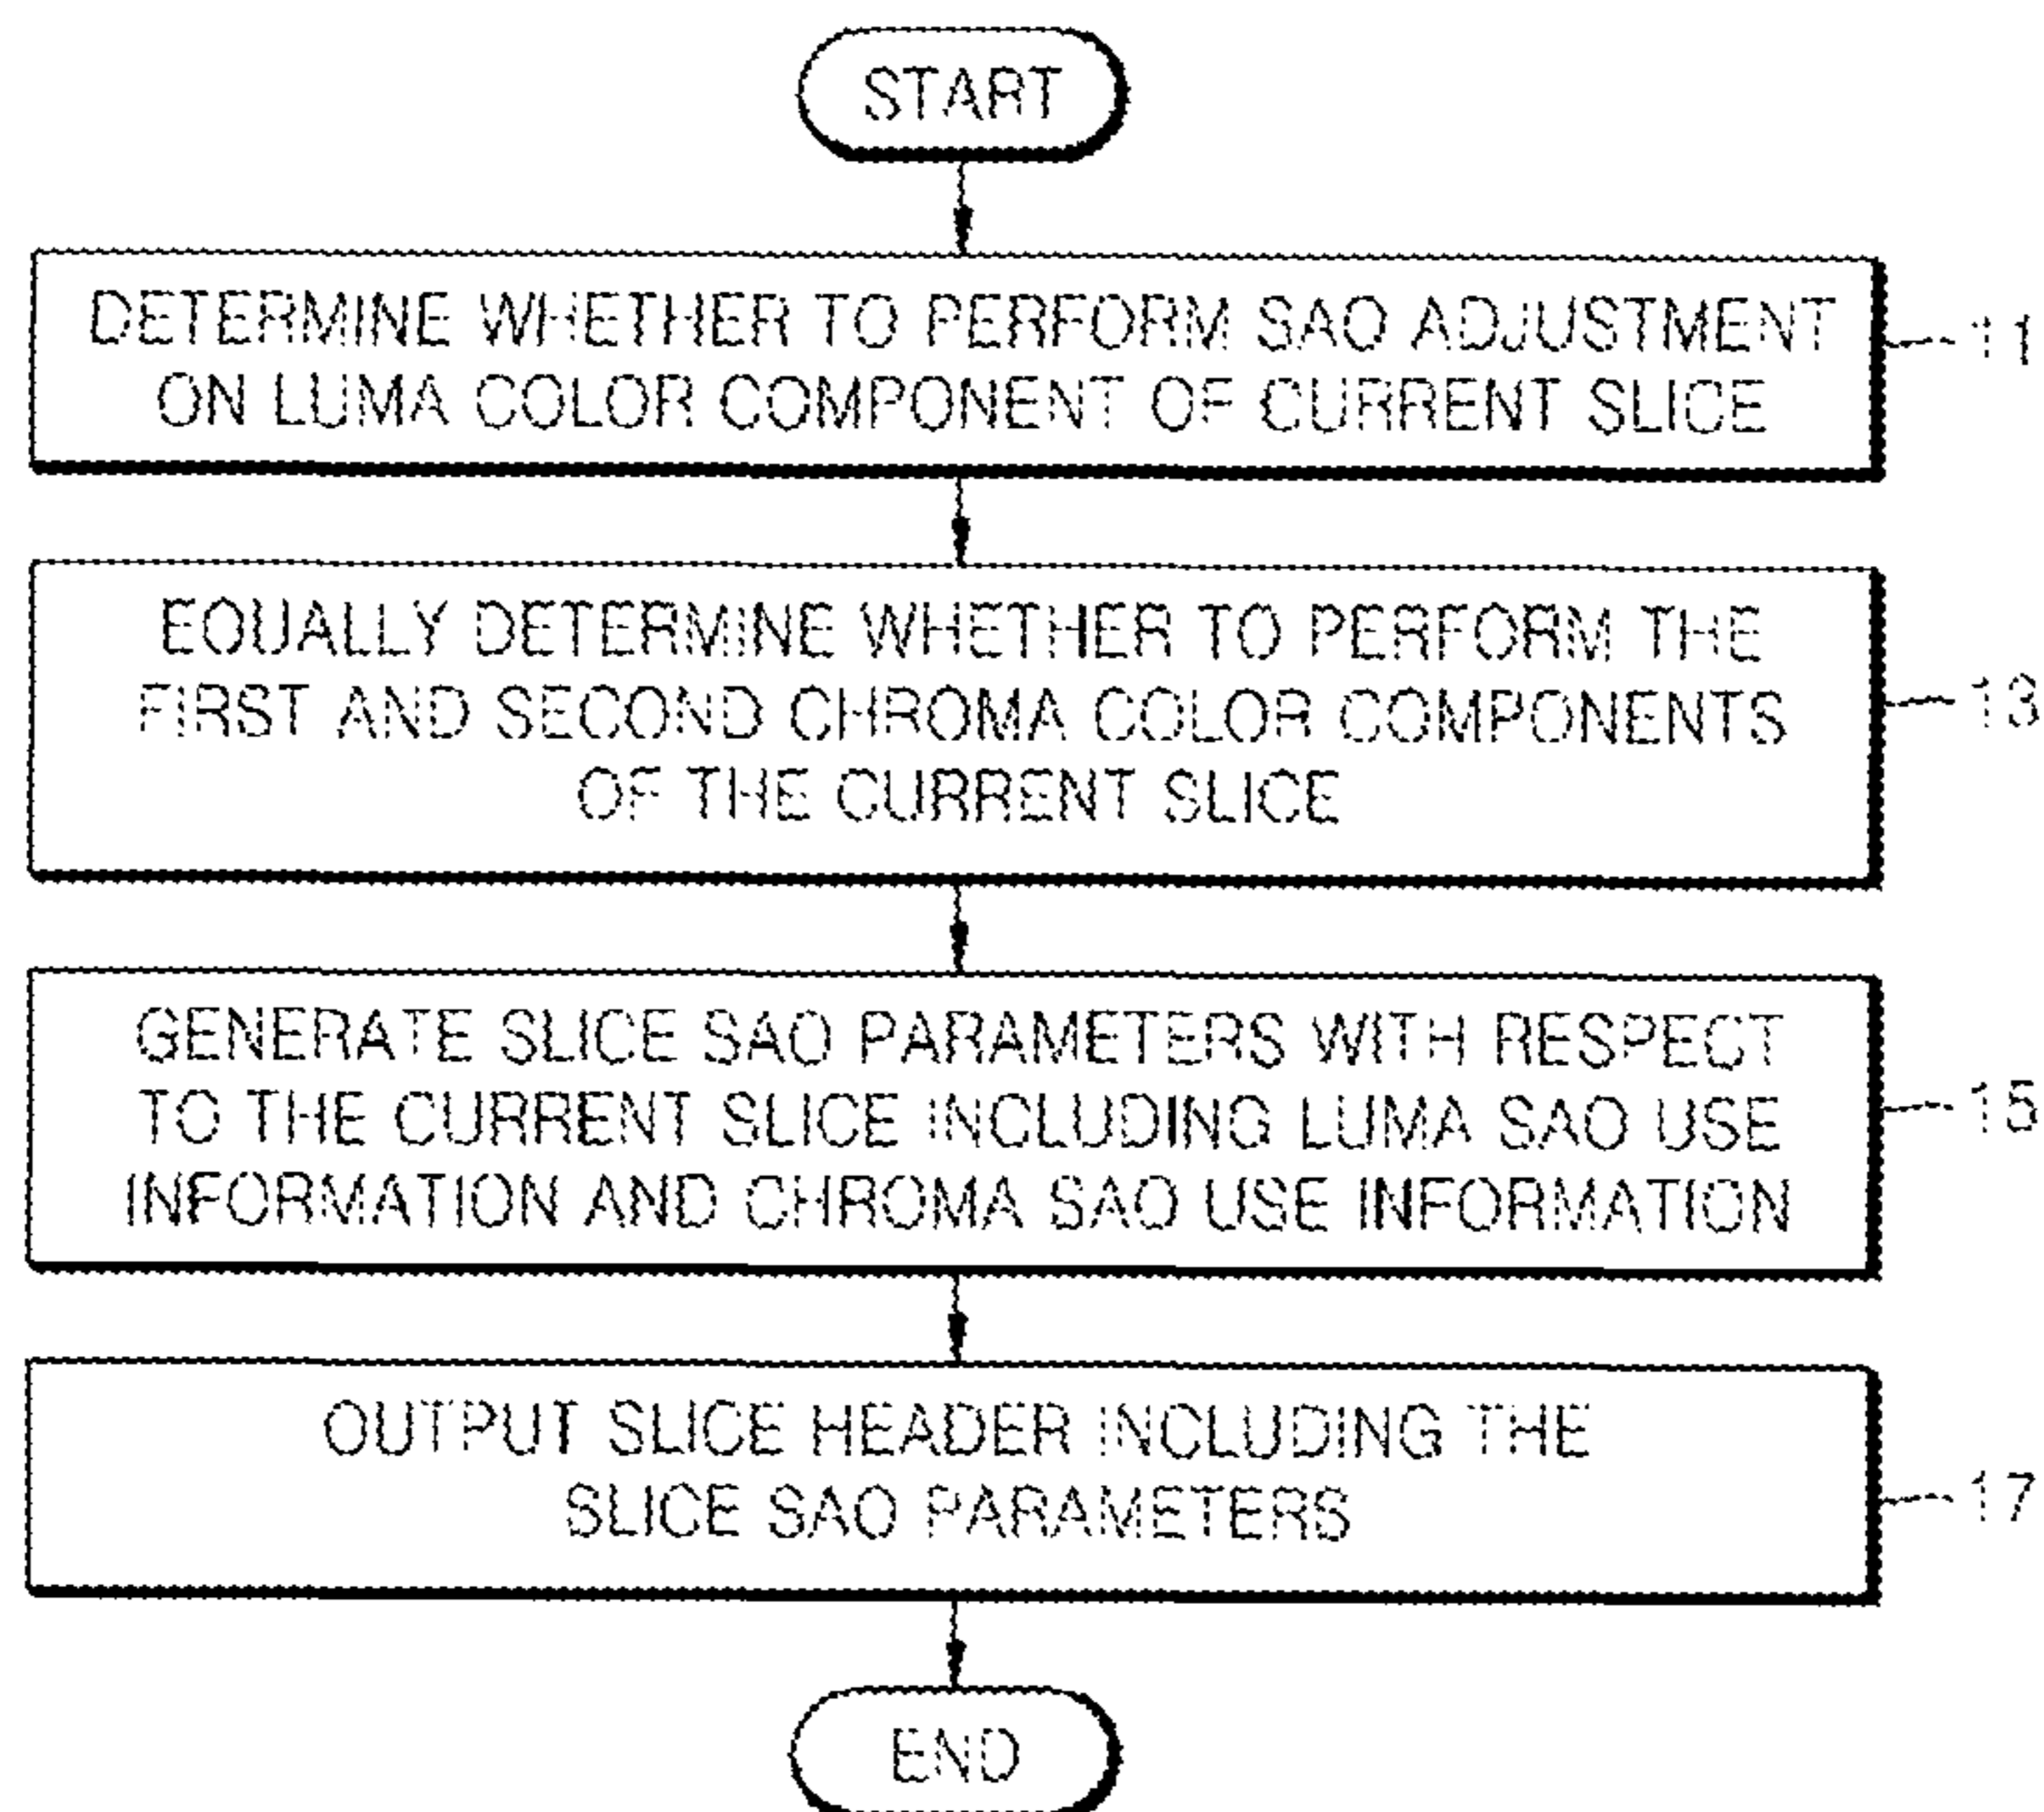 START
DETERMINE WHETHER TO PERFORM SAO ADJUSTMENT
ON LUMA COLOR COMPONENT OF CURRENT SLICE
11
EQUALLY DETERMINE WHETHER TO PERFORM THE
FIRST AND SECOND CHROMA COLOR COMPONENTS
OF THE CURRENT SLICE
13
GENERATE SLICE SAO PARAMETERS WITH RESPECT
TO THE CURRENT SLICE INCLUDING LUMA SAO USE
INFORMATION AND CHROMA SAO USE INFORMATION
15
OUTPUT SLICE HEADER INCLUDING THE
SLICE SAO PARAMETERS
17
END